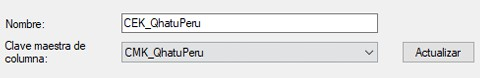 Nombre: CEK_QhatuPeru
Clave maestra de
columna: CMK_QhatuPeru Actualizar